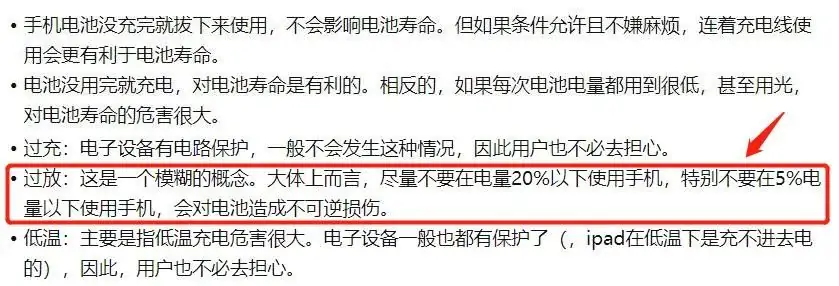 • 手机电池没充完就拔下来使用，不会影响电池寿命。但如果条件允许且不嫌麻烦，连着充电线使
用会更有利于电池寿命。
• 电池没用完就充电，对电池寿命是有利的。相反的，如果每次电池电量都用到很低，甚至用光，
对电池寿命的危害很大。
• 过充：电子设备有电路保护，一般不会发生这种情况，因此用户也不必去担心。
• 过放：这是一个模糊的概念。大体上而言，尽量不要在电量20%以下使用手机，特别不要在5%电
量以下使用手机，会对电池造成不可逆损伤。
• 低温：主要是指低温充电危害很大。电子设备一般也都有保护了（，ipad在低温下是充不进去电
的），因此，用户也不必去担心。